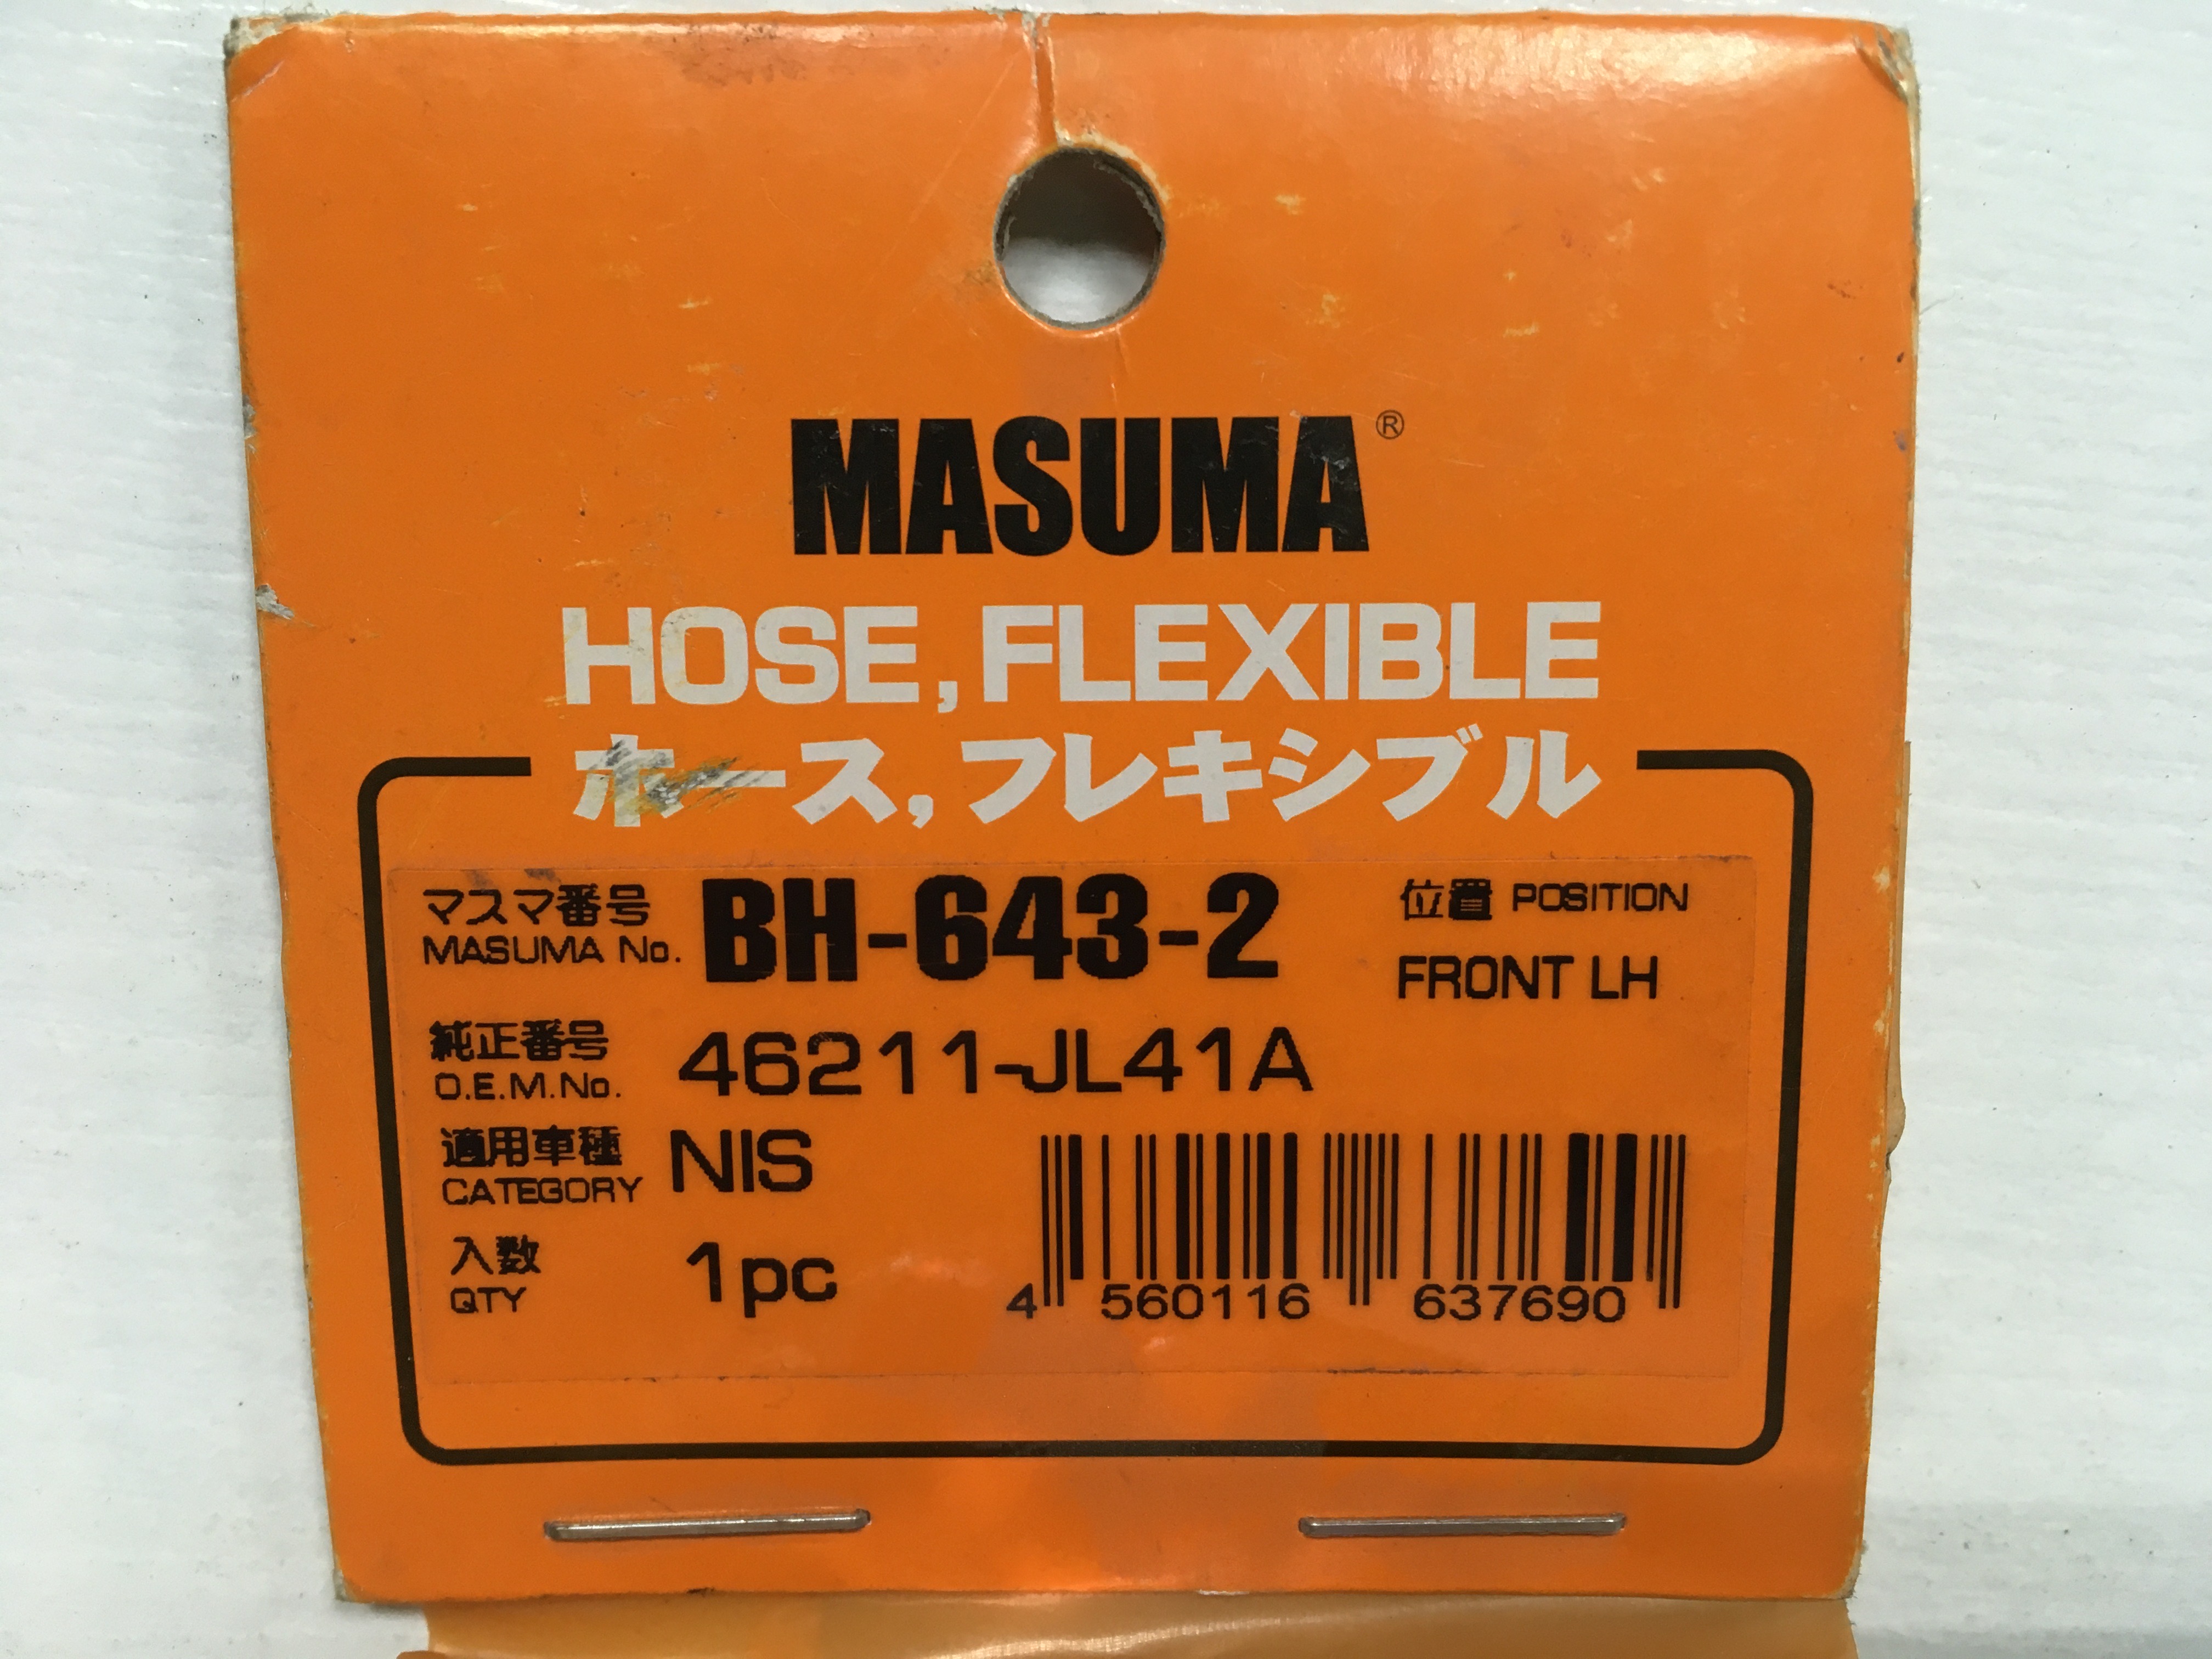 MASUMA®
HOSE, FLEXIBLE
ホース, フレキシブル
マスマ番号
MASUMA No.
BH-643-2
位置 POSITION
FRONT LH
純正番号
O.E.M.No.
46211-JL41A
適用車種
CATEGORY
NIS
入数
QTY
1pc
4 560116 637690